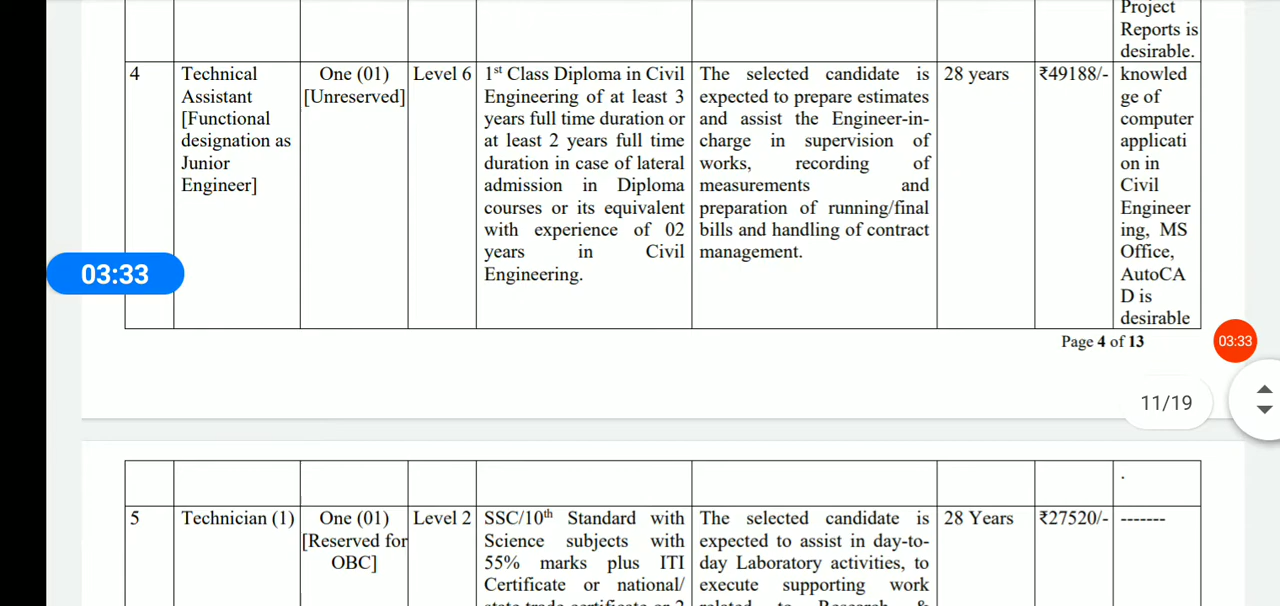 Project
Reports is
desirable.
4
Technical
Assistant
[Functional
designation as
Junior
Engineer]
One (01)
[Unreserved]
Level 6
1st Class Diploma in Civil
Engineering of at least 3
years full time duration or
at least 2 years full time
duration in case of lateral
admission in Diploma
courses or its equivalent
with experience of 02
years in Civil
Engineering.
The selected candidate is
expected to prepare estimates
and assist the Engineer-in-
charge in supervision of
works, recording of
measurements and
preparation of running/final
bills and handling of contract
management.
28 years
₹49188/-
knowled
ge of
computer
applicati
on in
Civil
Engineer
ing, MS
Office,
AutoCA
D is
desirable
03:33
Page 4 of 13
03:33
11/19
.
5
Technician (1)
One (01)
[Reserved for
OBC]
Level 2
SSC/10th Standard with
Science subjects with
55% marks plus ITI
Certificate or national/
state trade certificate or 2
The selected candidate is
expected to assist in day-to-
day Laboratory activities, to
execute supporting work
related to Research &
28 Years
₹27520/-
-------